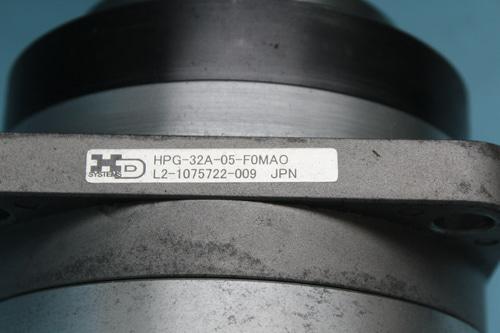 HD
SYSTEMS
HPG-32A-05-F0MAO
L2-1075722-009 JPN